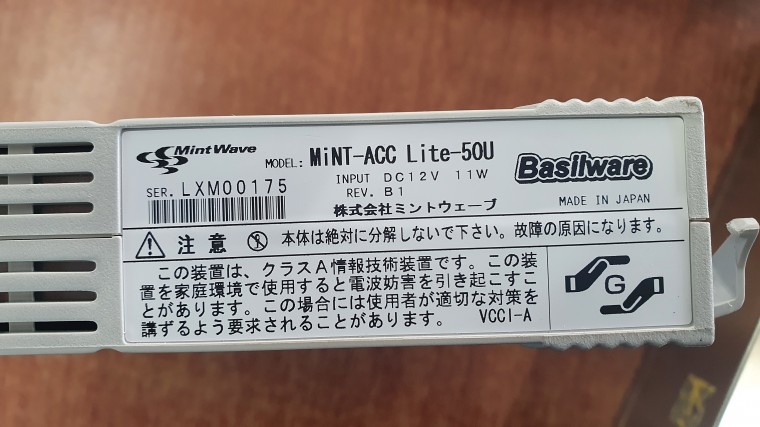 MintWave
MODEL: MiNT-ACC Lite-50U
Basilware
INPUT DC12V 11W
SER. LXM00175
REV. B1
MADE IN JAPAN
株式会社ミントウェーブ
注意 本体は絶対に分解しないで下さい。故障の原因になります。
この装置は、クラスA情報技術装置です。この装
置を家庭環境で使用すると電波妨害を引き起こすこ
とがあります。この場合には使用者が適切な対策を
講ずるよう要求されることがあります。 VCCI-A
G